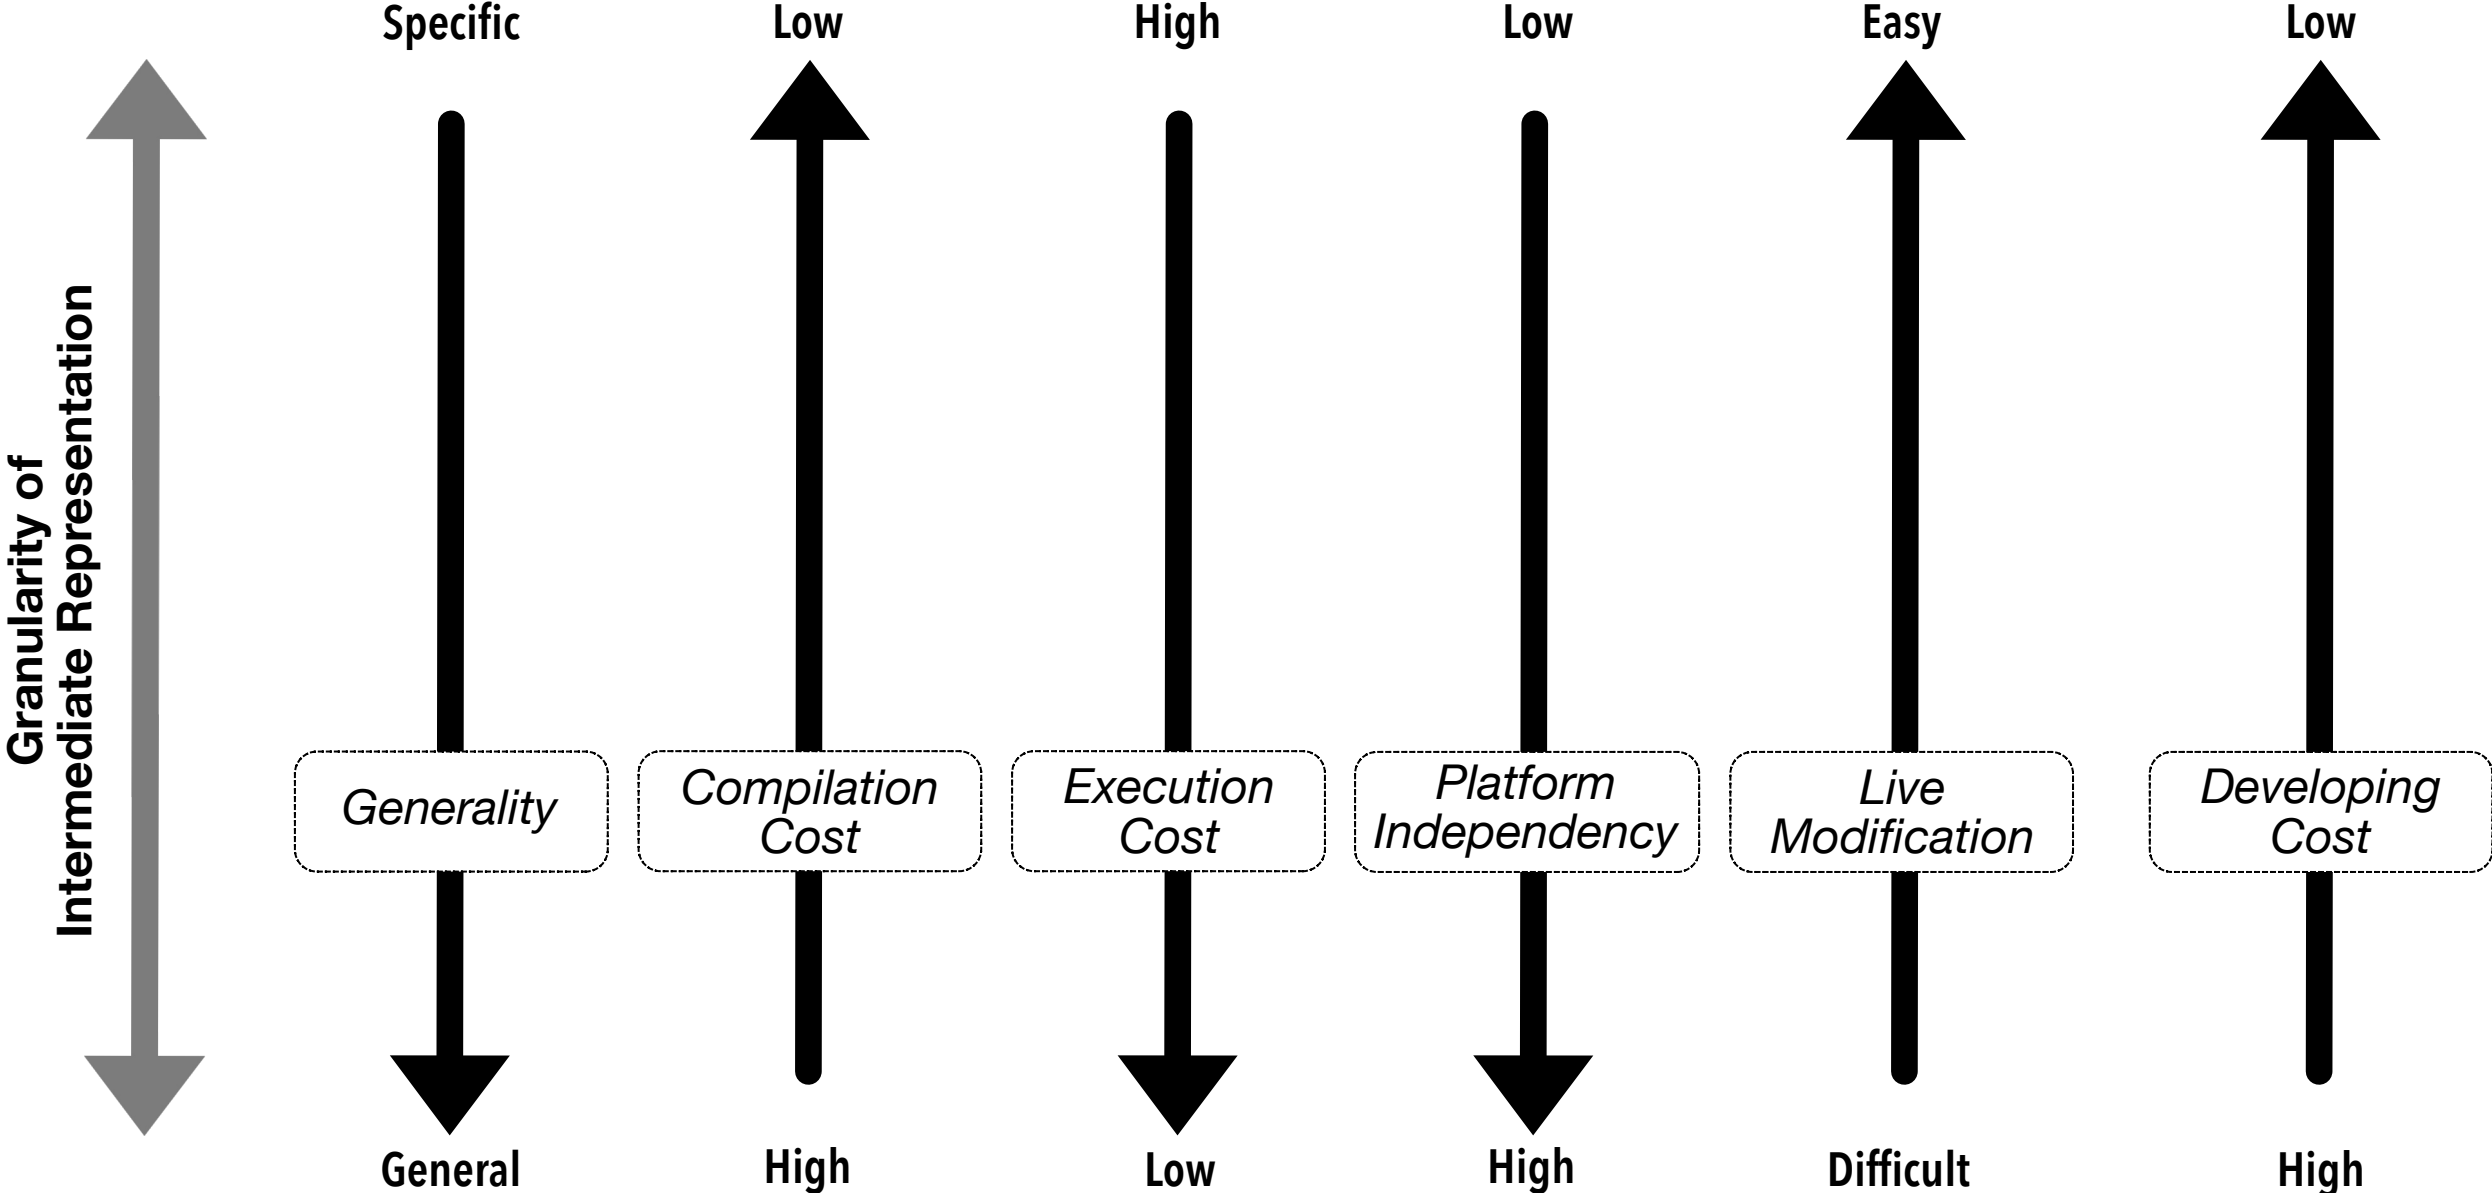 Specific
Low
High
Low
Easy
Low
Granularity of
Intermediate Representation
Generality
Compilation
Cost
Execution
Cost
Platform
Independency
Live
Modification
Developing
Cost
General
High
Low
High
Difficult
High